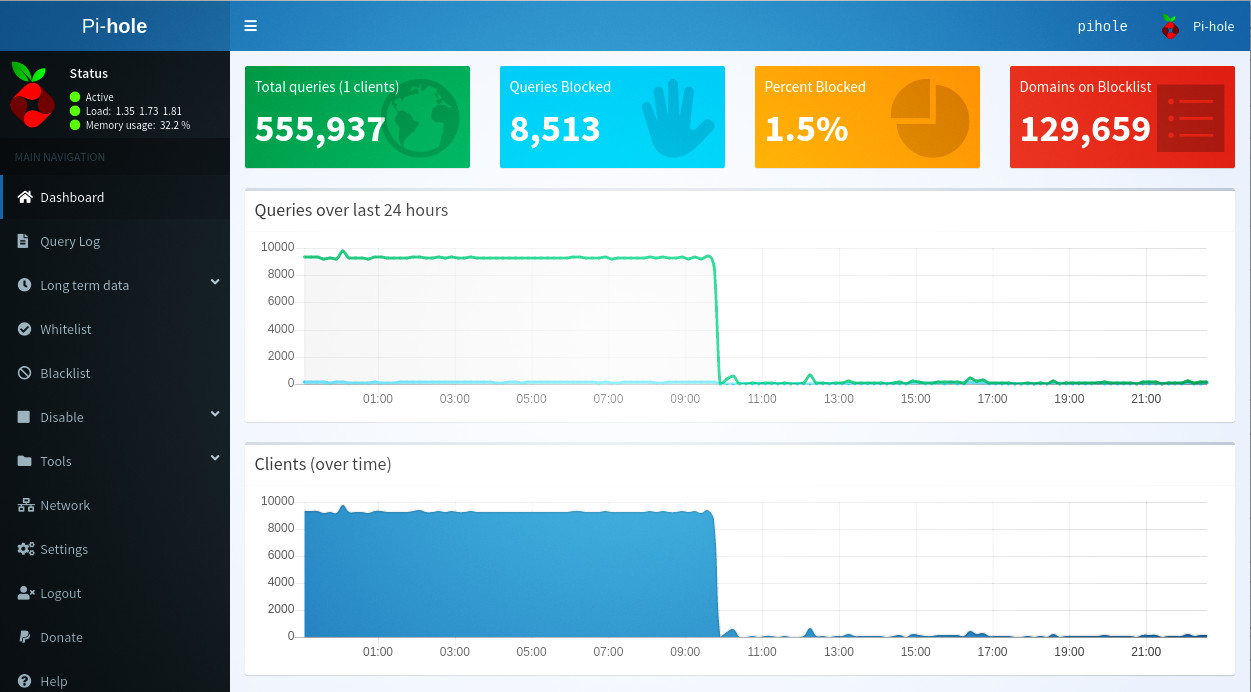 Pi-hole
pihole
Pi-hole
Status
Active
Load: 1.35 1.73 1.81
Memory usage: 32.2 %
MAIN NAVIGATION
Dashboard
Query Log
Long term data
Whitelist
Blacklist
Disable
Tools
Network
Settings
Logout
Donate
Help
Total queries (1 clients)
555,937
Queries Blocked
8,513
Percent Blocked
1.5%
Domains on Blocklist
129,659
Queries over last 24 hours
10000
8000
6000
4000
2000
0
01:00 03:00 05:00 07:00 09:00 11:00 13:00 15:00 17:00 19:00 21:00
Clients (over time)
10000
8000
6000
4000
2000
0
01:00 03:00 05:00 07:00 09:00 11:00 13:00 15:00 17:00 19:00 21:00